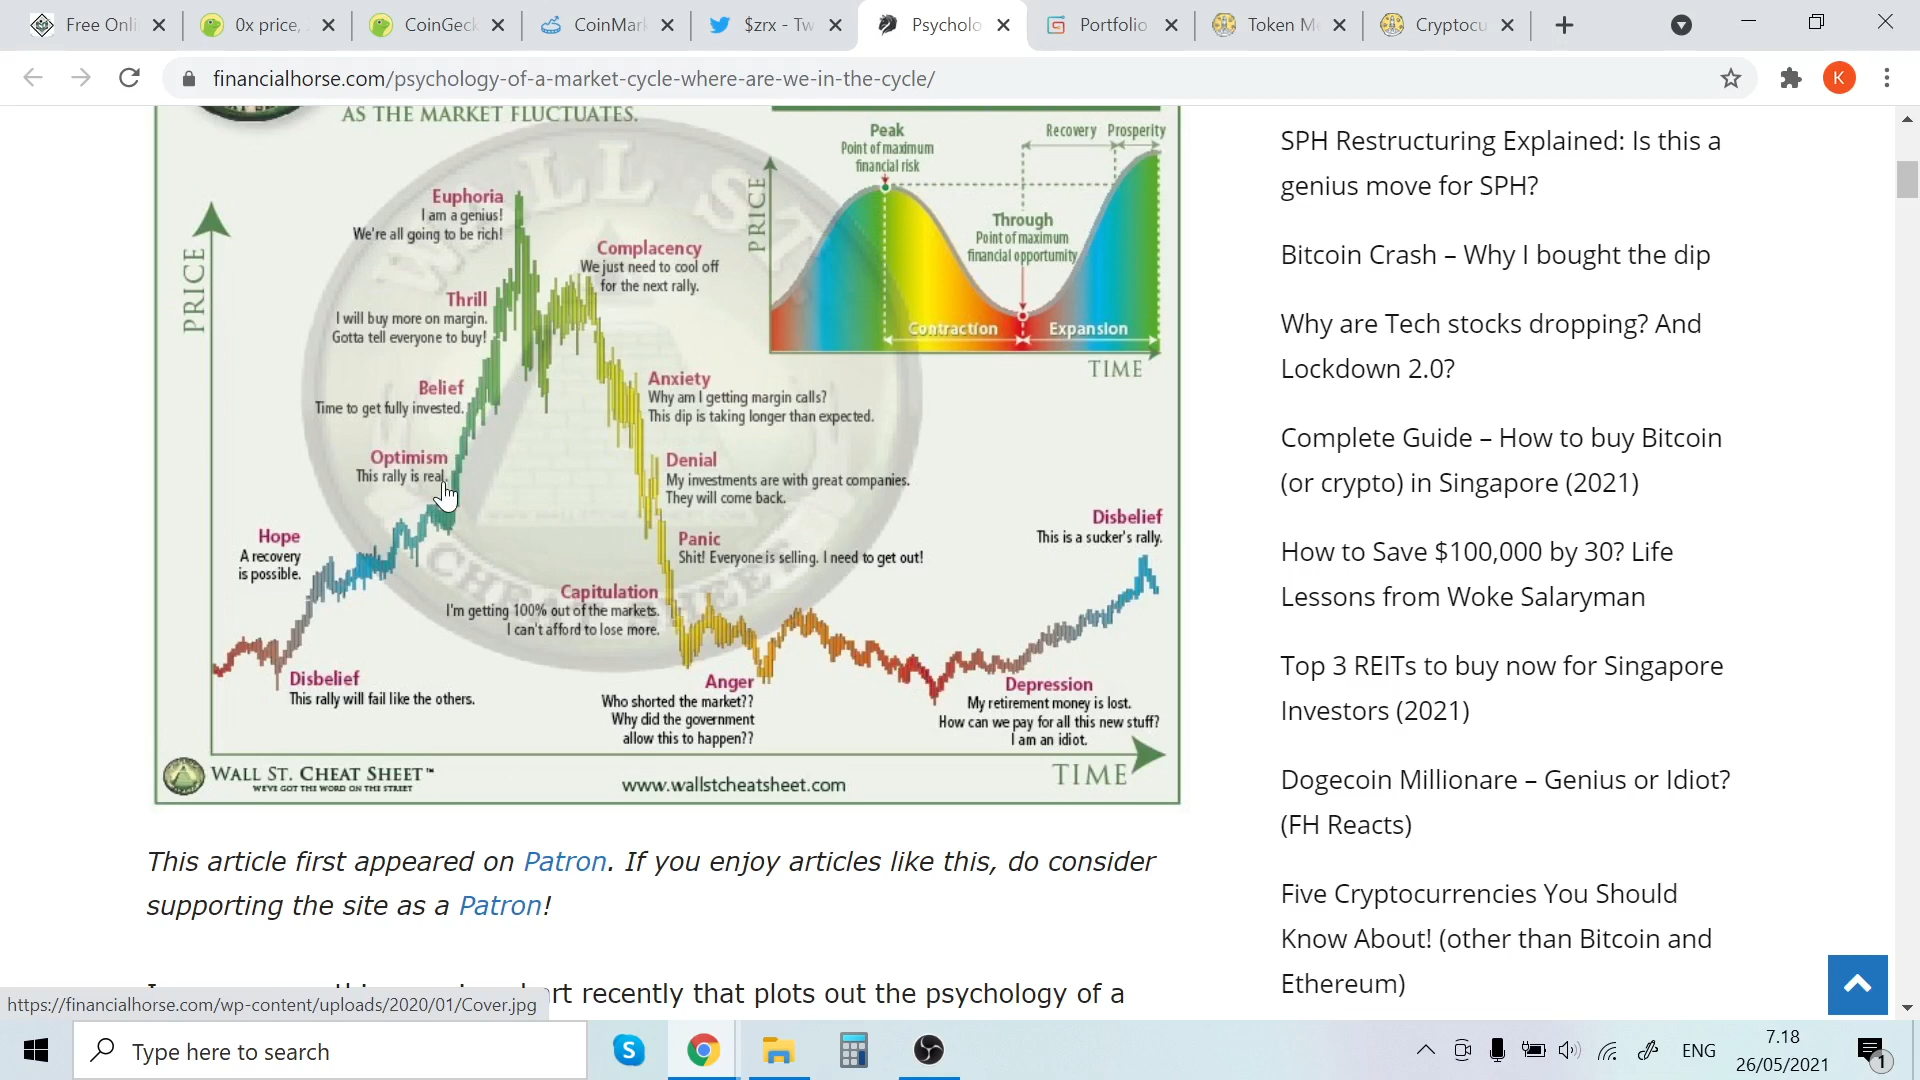 Free Onli
0x price,
CoinGeck
CoinMark
$zrx - Tw
Psycholo
Portfolio
Token Me
Cryptocu
financialhorse.com/psychology-of-a-market-cycle-where-are-we-in-the-cycle/
K
AS THE MARKET FLUCTUATES.
WALL ST.
CHEAT SHEET
Peak
Point of maximum
financial risk
Recovery
Prosperity
PRICE
Through
Point of maximum
financial opportunity
Contraction
Expansion
TIME
PRICE
Euphoria
I am a genius!
We're all going to be rich!
Complacency
We just need to cool off
for the next rally.
Thrill
I will buy more on margin.
Gotta tell everyone to buy!
Belief
Time to get fully invested.
Anxiety
Why am I getting margin calls?
This dip is taking longer than expected.
Optimism
This rally is real.
Denial
My investments are with great companies.
They will come back.
Hope
A recovery
is possible.
Panic
Shit! Everyone is selling. I need to get out!
Disbelief
This is a sucker's rally.
Capitulation
I'm getting 100% out of the markets.
I can't afford to lose more.
Disbelief
This rally will fail like the others.
Anger
Who shorted the market??
Why did the government
allow this to happen??
Depression
My retirement money is lost.
How can we pay for all this new stuff?
I am an idiot.
TIME
WALL ST. CHEAT SHEET™
WE'VE GOT THE WORD ON THE STREET
www.wallstcheatsheet.com
This article first appeared on Patron. If you enjoy articles like this, do consider
supporting the site as a Patron!
rt recently that plots out the psychology of a
SPH Restructuring Explained: Is this a
genius move for SPH?
Bitcoin Crash – Why I bought the dip
Why are Tech stocks dropping? And
Lockdown 2.0?
Complete Guide – How to buy Bitcoin
(or crypto) in Singapore (2021)
How to Save $100,000 by 30? Life
Lessons from Woke Salaryman
Top 3 REITs to buy now for Singapore
Investors (2021)
Dogecoin Millionare – Genius or Idiot?
(FH Reacts)
Five Cryptocurrencies You Should
Know About! (other than Bitcoin and
Ethereum)
https://financialhorse.com/wp-content/uploads/2020/01/Cover.jpg
Type here to search
ENG
7.18
26/05/2021
1